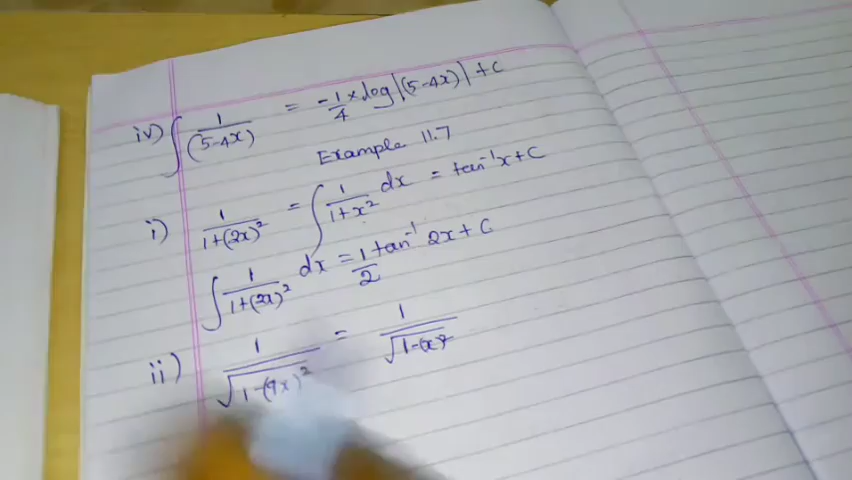 iv) ∫ 1/(5-4x) = -1/4 × log|(5-4x)| + C
Example 11.7
i) 1/1+(2x)² = ∫ 1/1+x² dx = tan⁻¹x + C
∫ 1/1+(2x)² dx = 1/2 tan⁻¹ 2x + C
ii) 1/√1-(9x)² = 1/√1-(x)²